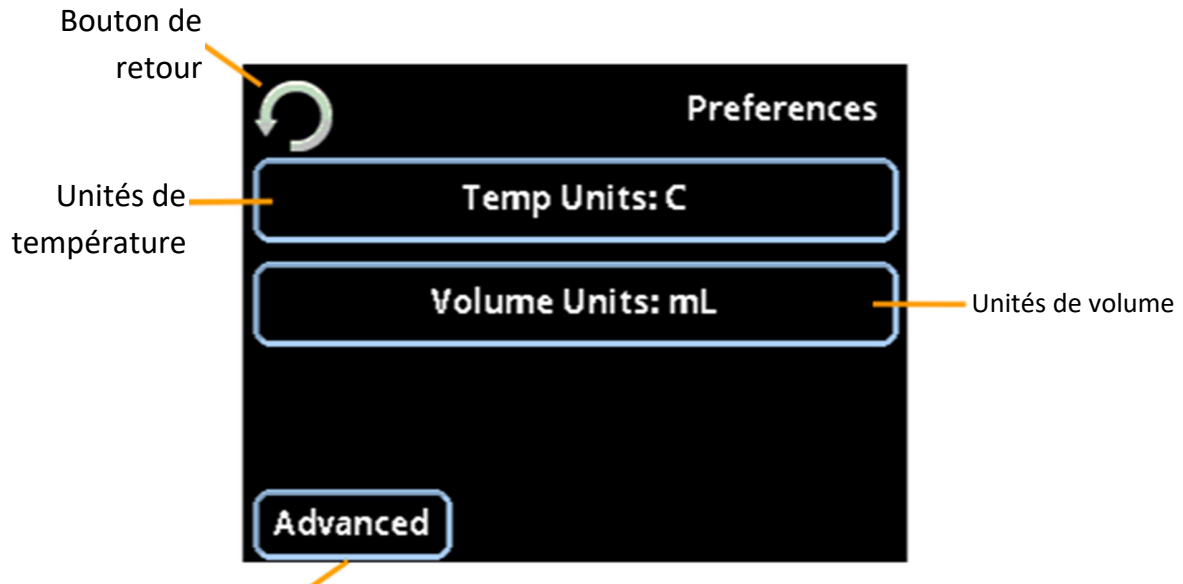 Bouton de
retour
Preferences
Unités de
température
Temp Units: C
Volume Units: mL
Unités de volume
Advanced